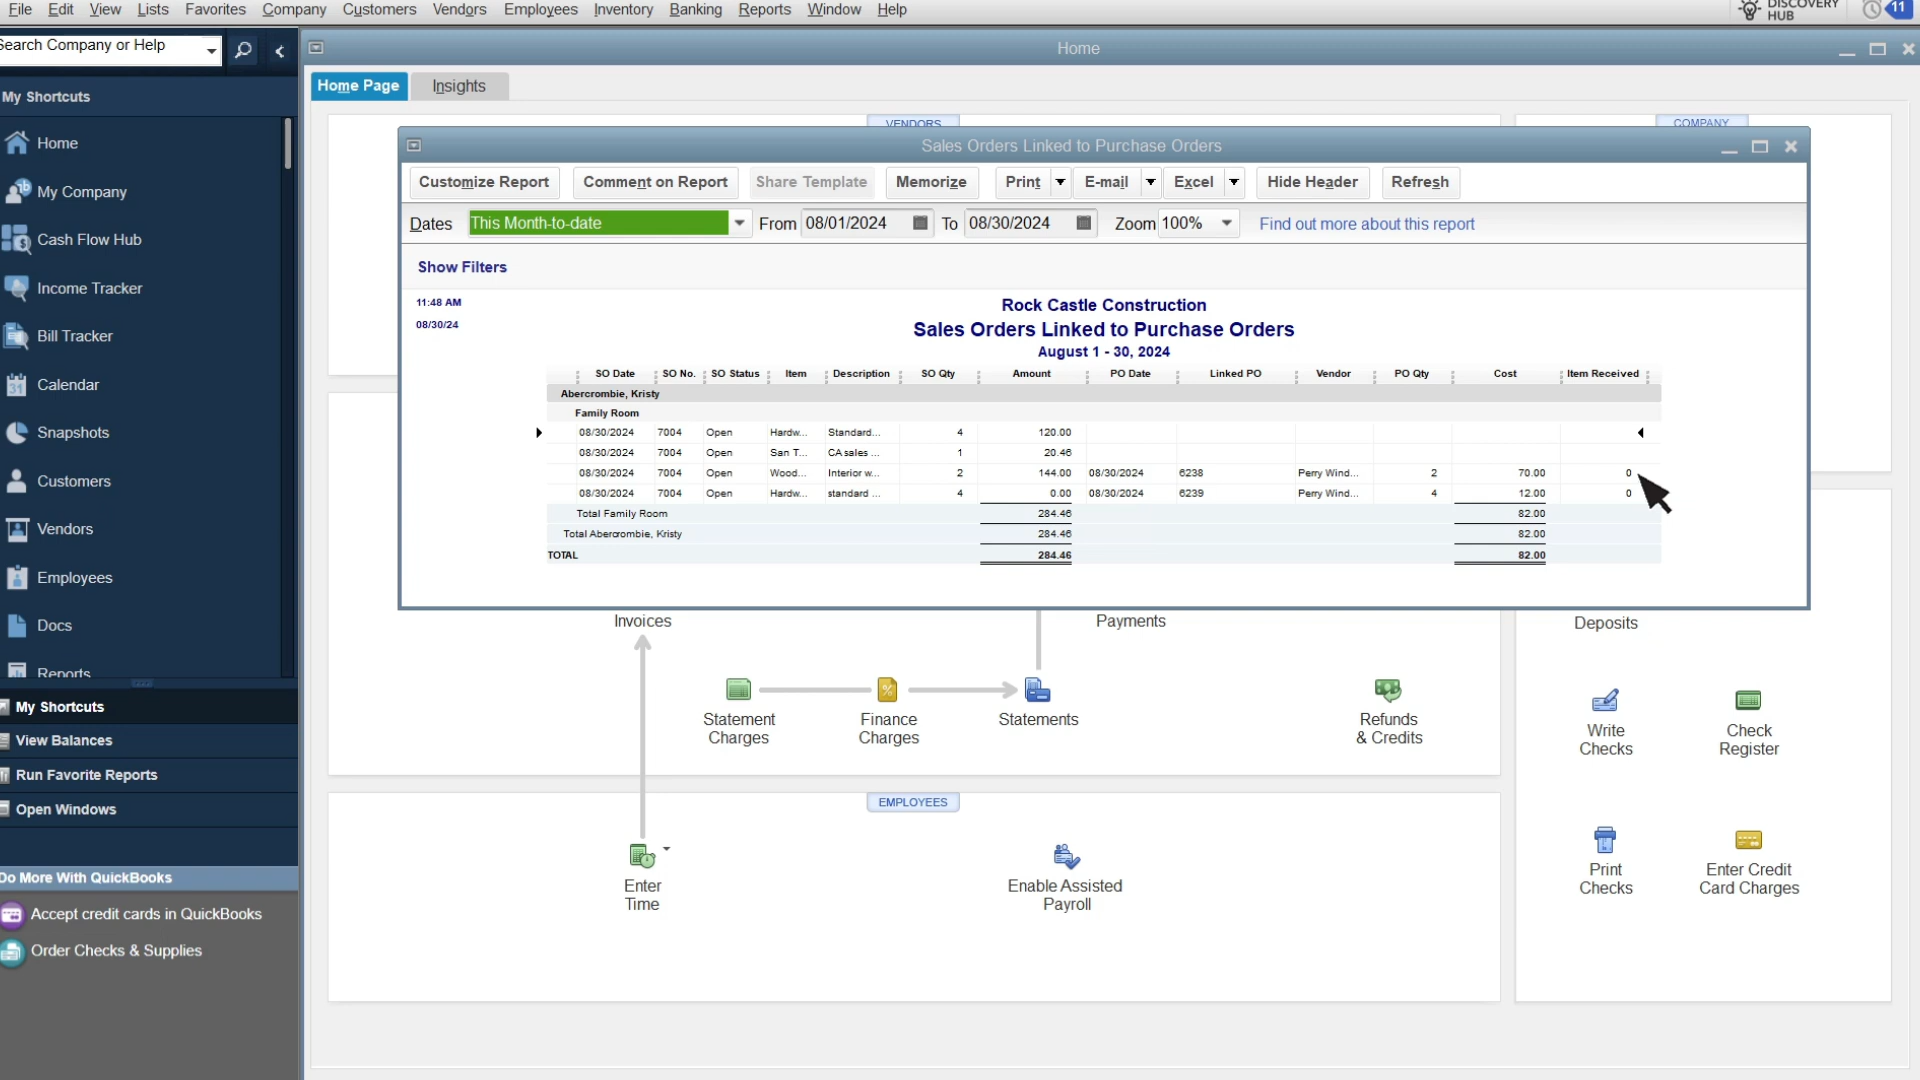 File Edit View Lists Favorites Company Customers Vendors Employees Inventory Banking Reports Window Help
DISCOVERY
HUB
11
Search Company or Help
Home
My Shortcuts
Home Page Insights
Home
My Company
Cash Flow Hub
Income Tracker
Bill Tracker
Calendar
31
Snapshots
Customers
Vendors
Employees
Docs
Reports
My Shortcuts
View Balances
Run Favorite Reports
Open Windows
Do More With QuickBooks
Accept credit cards in QuickBooks
Order Checks & Supplies
VENDORS
COMPANY
Sales Orders Linked to Purchase Orders
Customize Report Comment on Report Share Template Memorize Print E-mail Excel Hide Header Refresh
Dates This Month-to-date From 08/01/2024 To 08/30/2024 Zoom 100% Find out more about this report
Show Filters
11:48 AM
08/30/24
Rock Castle Construction
Sales Orders Linked to Purchase Orders
August 1 - 30, 2024
SO Date SO No. SO Status Item Description SO Qty Amount PO Date Linked PO Vendor PO Qty Cost Item Received
Abercrombie, Kristy
Family Room
08/30/2024 7004 Open Hardw... Standard... 4 120.00
08/30/2024 7004 Open San T... CA sales ... 1 20.46
08/30/2024 7004 Open Wood... Interior w... 2 144.00 08/30/2024 6238 Perry Wind... 2 70.00 0
08/30/2024 7004 Open Hardw... standard ... 4 0.00 08/30/2024 6239 Perry Wind... 4 12.00 0
Total Family Room 284.46 82.00
Total Abercrombie, Kristy 284.46 82.00
TOTAL 284.46 82.00
Invoices
Payments
Deposits
Statement
Charges
Finance
Charges
Statements
Refunds
& Credits
Write
Checks
Check
Register
EMPLOYEES
Enter
Time
Enable Assisted
Payroll
Print
Checks
Enter Credit
Card Charges